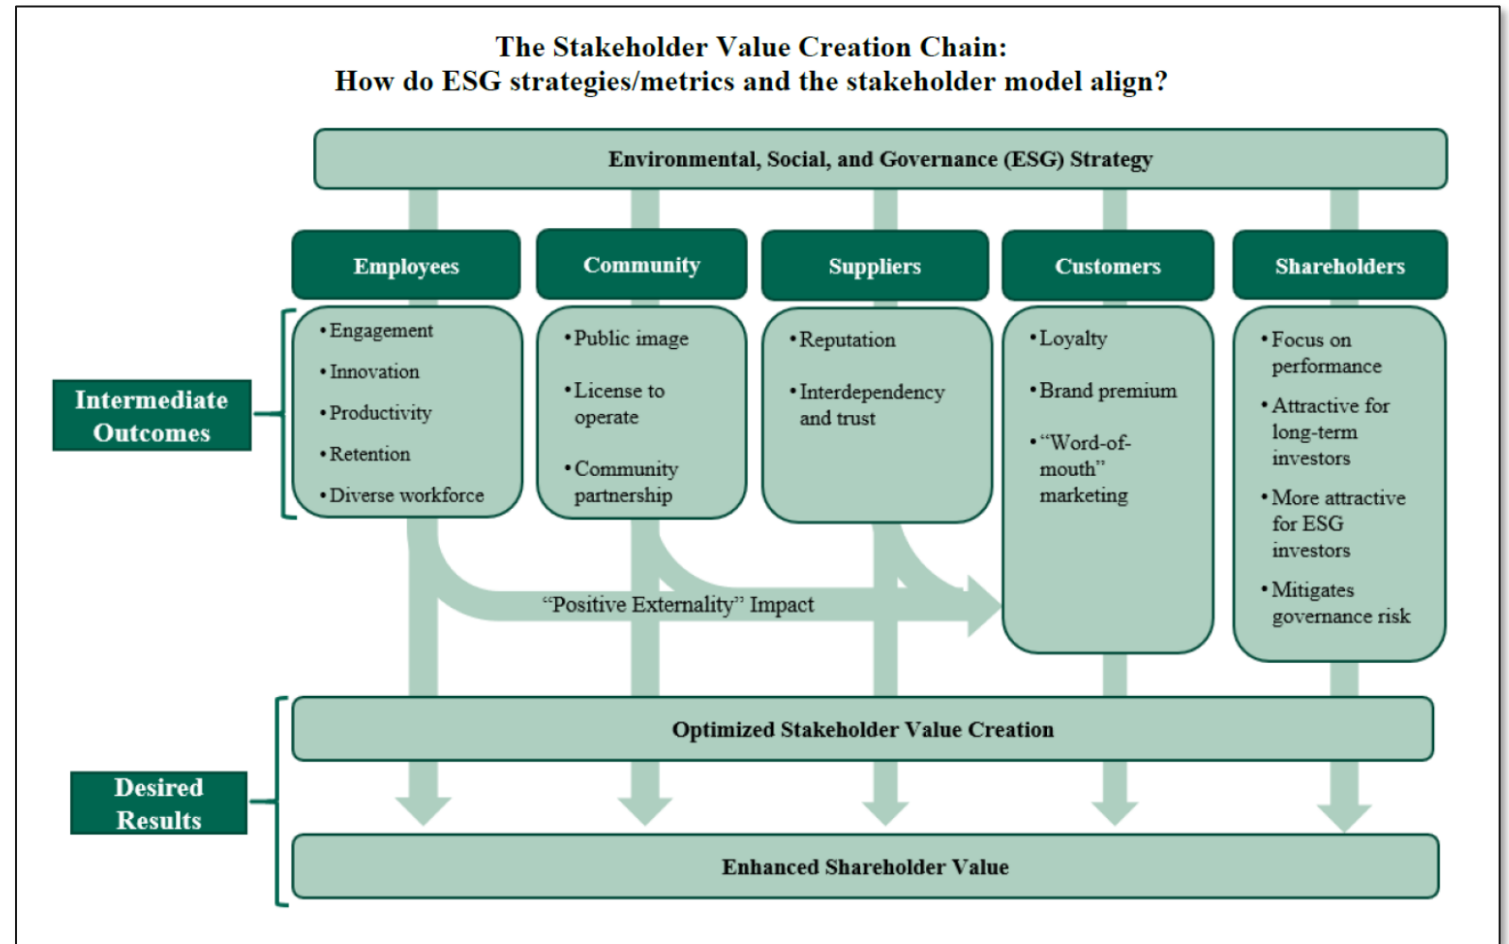 The Stakeholder Value Creation Chain:
How do ESG strategies/metrics and the stakeholder model align?
Environmental, Social, and Governance (ESG) Strategy
Employees
Community
Suppliers
Customers
Shareholders
Intermediate
Outcomes
• Engagement
• Innovation
• Productivity
• Retention
• Diverse workforce
• Public image
• License to
operate
• Community
partnership
• Reputation
• Interdependency
and trust
• Loyalty
• Brand premium
• “Word-of-
mouth”
marketing
• Focus on
performance
• Attractive for
long-term
investors
• More attractive
for ESG
investors
• Mitigates
governance risk
“Positive Externality” Impact
Desired
Results
Optimized Stakeholder Value Creation
Enhanced Shareholder Value